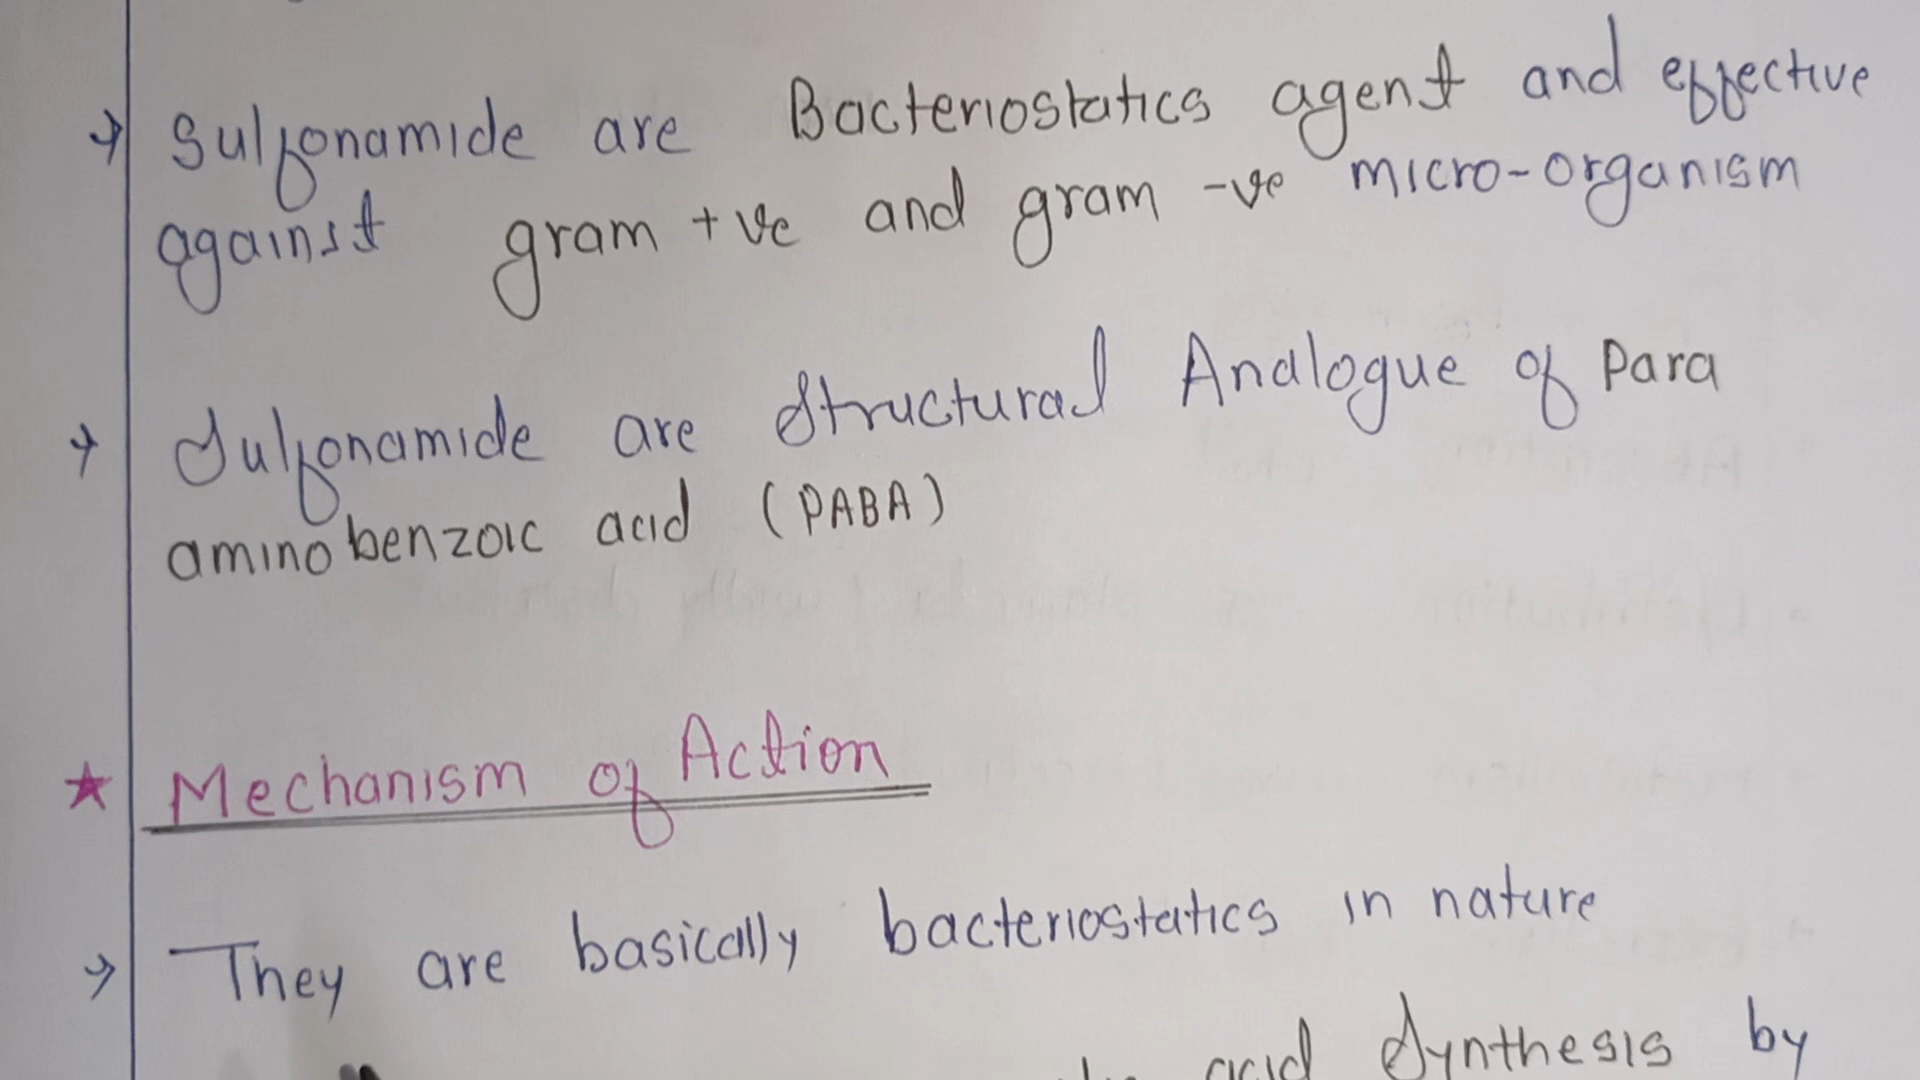 → Sulfonamide are Bacteriostatics agent and effective
against gram +ve and gram -ve micro-organism
→ Sulfonamide are Structural Analogue of Para
amino benzoic acid (PABA)
★ Mechanism of Action
→ They are basically bacteriostatics in nature
acid Synthesis by